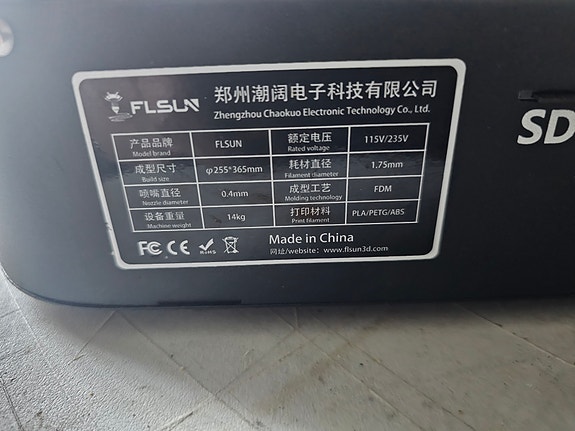 FLSUN 郑州潮阔电子科技有限公司
Zhengzhou Chaokuo Electronic Technology Co., Ltd.
产品品牌 FLSUN 额定电压 115V/235V
Model brand Rated voltage
成型尺寸 φ255*365mm 耗材直径 1.75mm
Build size Filament diameter
喷嘴直径 0.4mm 成型工艺 FDM
Nozzle diameter Molding technology
设备重量 14kg 打印材料 PLA/PETG/ABS
Machine weight Print filament
FC CE RoHS Made in China
网址/website: www.flsun3d.com
SD